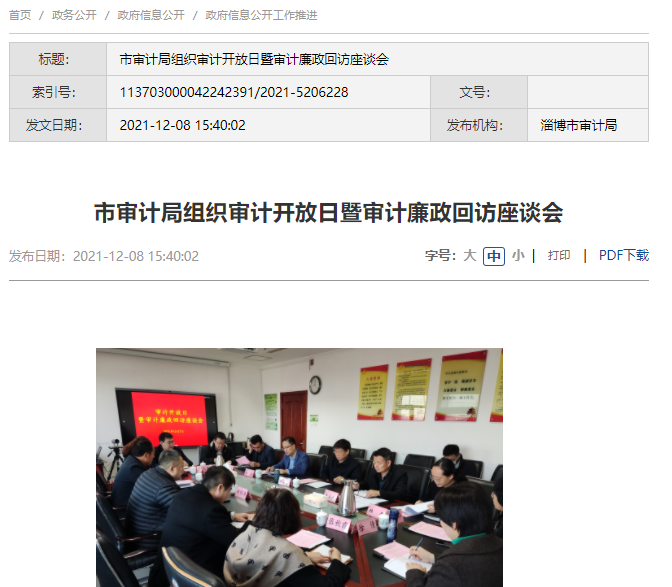 首页 / 政务公开 / 政府信息公开 / 政府信息公开工作推进
标题： 市审计局组织审计开放日暨审计廉政回访座谈会
索引号： 113703000042242391/2021-5206228 文号：
发文日期： 2021-12-08 15:40:02 发布机构： 淄博市审计局
市审计局组织审计开放日暨审计廉政回访座谈会
发布日期：2021-12-08 15:40:02 字号：大 中 小 | 打印 | PDF下载
审计开放日
暨审计廉政回访座谈会